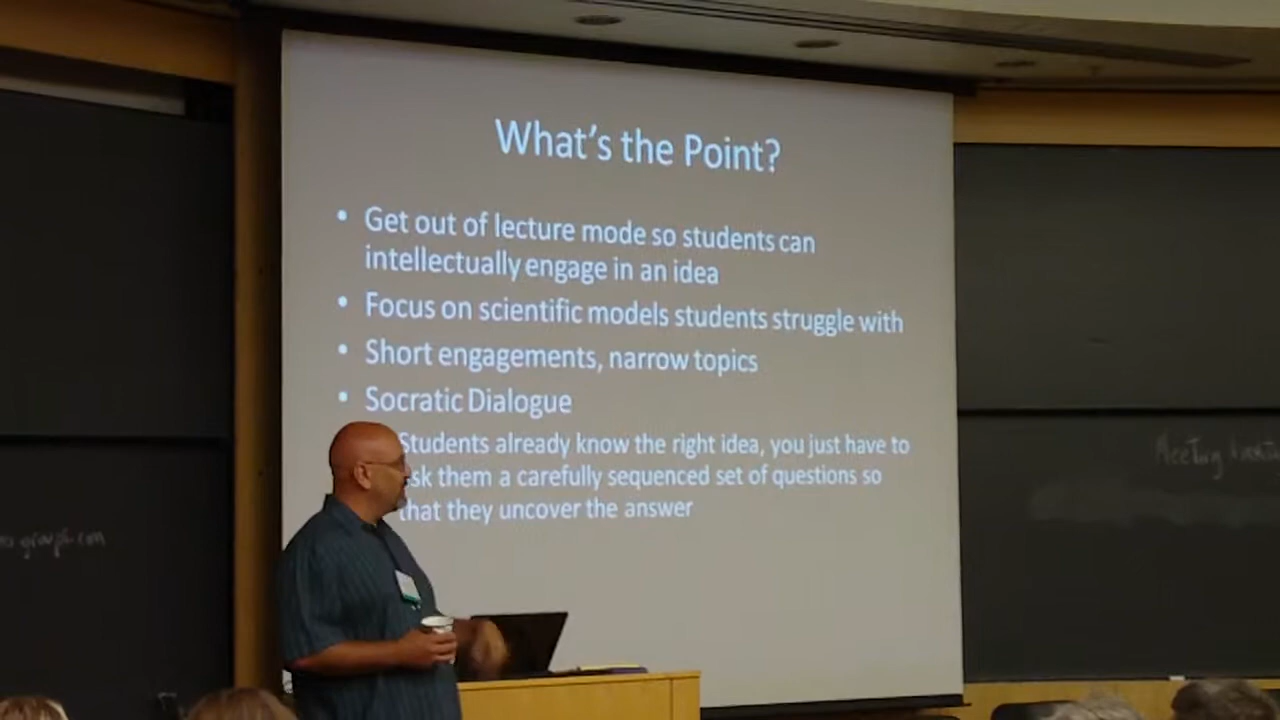 What's the Point?
• Get out of lecture mode so students can
intellectually engage in an idea
• Focus on scientific models students struggle with
• Short engagements, narrow topics
• Socratic Dialogue
Students already know the right idea, you just have to
sk them a carefully sequenced set of questions so
that they uncover the answer
Meeting